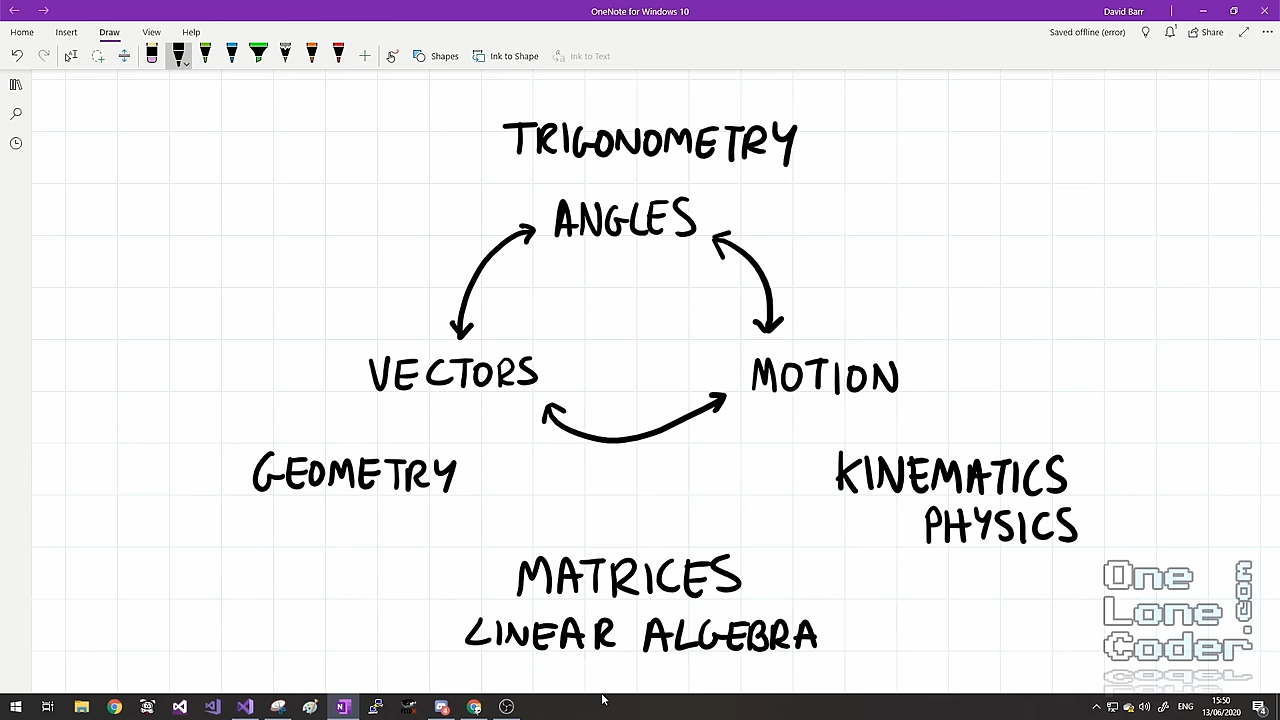 OneNote for Windows 10
David Barr
Home Insert Draw View Help
Saved offline (error)
Share
Shapes
Ink to Shape
Ink to Text
TRIGONOMETRY
ANGLES
VECTORS
MOTION
GEOMETRY
KINEMATICS
PHYSICS
MATRICES
LINEAR ALGEBRA
One
Lone
Coder
.com
ENG
15:50
13/06/2020